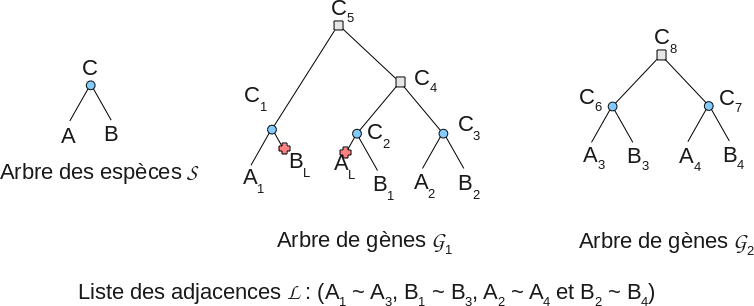 C₅
C
C₄
C₈
C₁
C₂
C₃
C₆
C₇
A
B
A₁
B_L
A_L
B₁
A₂
B₂
A₃
B₃
A₄
B₄
Arbre des espèces 𝒮
Arbre de gènes 𝒢₁
Arbre de gènes 𝒢₂
Liste des adjacences ℒ : (A₁ ~ A₃, B₁ ~ B₃, A₂ ~ A₄ et B₂ ~ B₄)